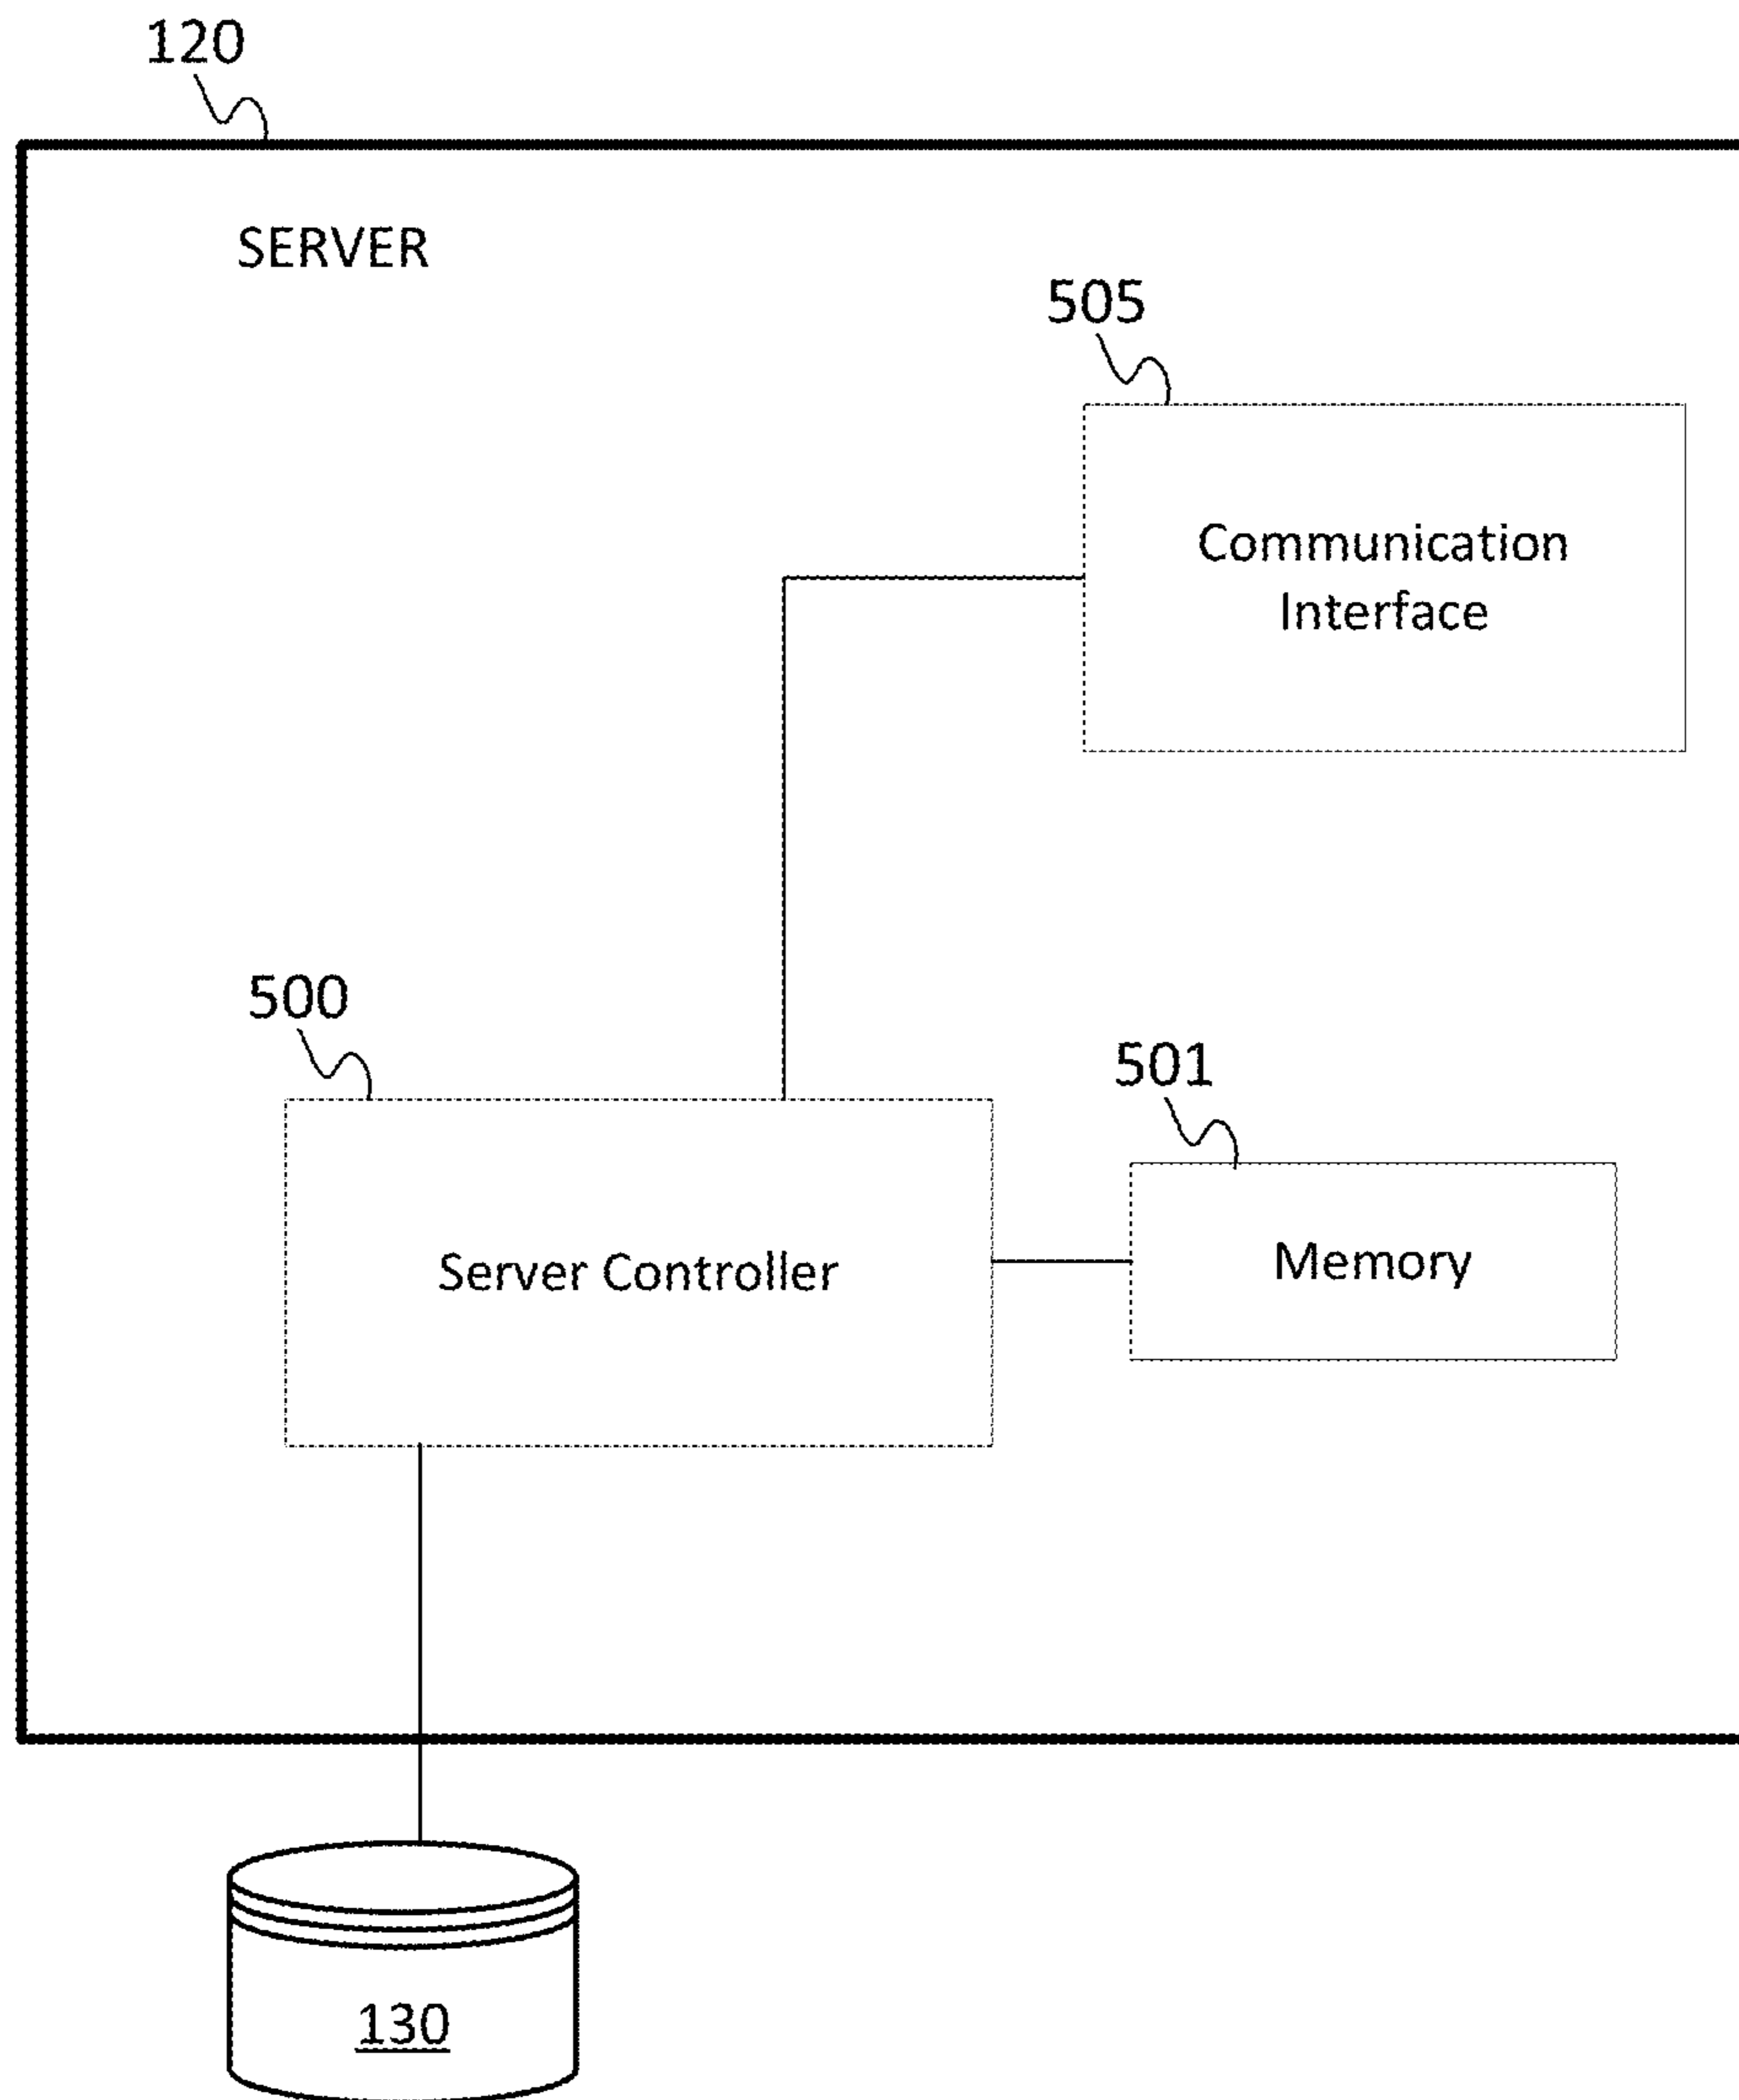 120
SERVER
505
Communication
Interface
500
501
Server Controller
Memory
130